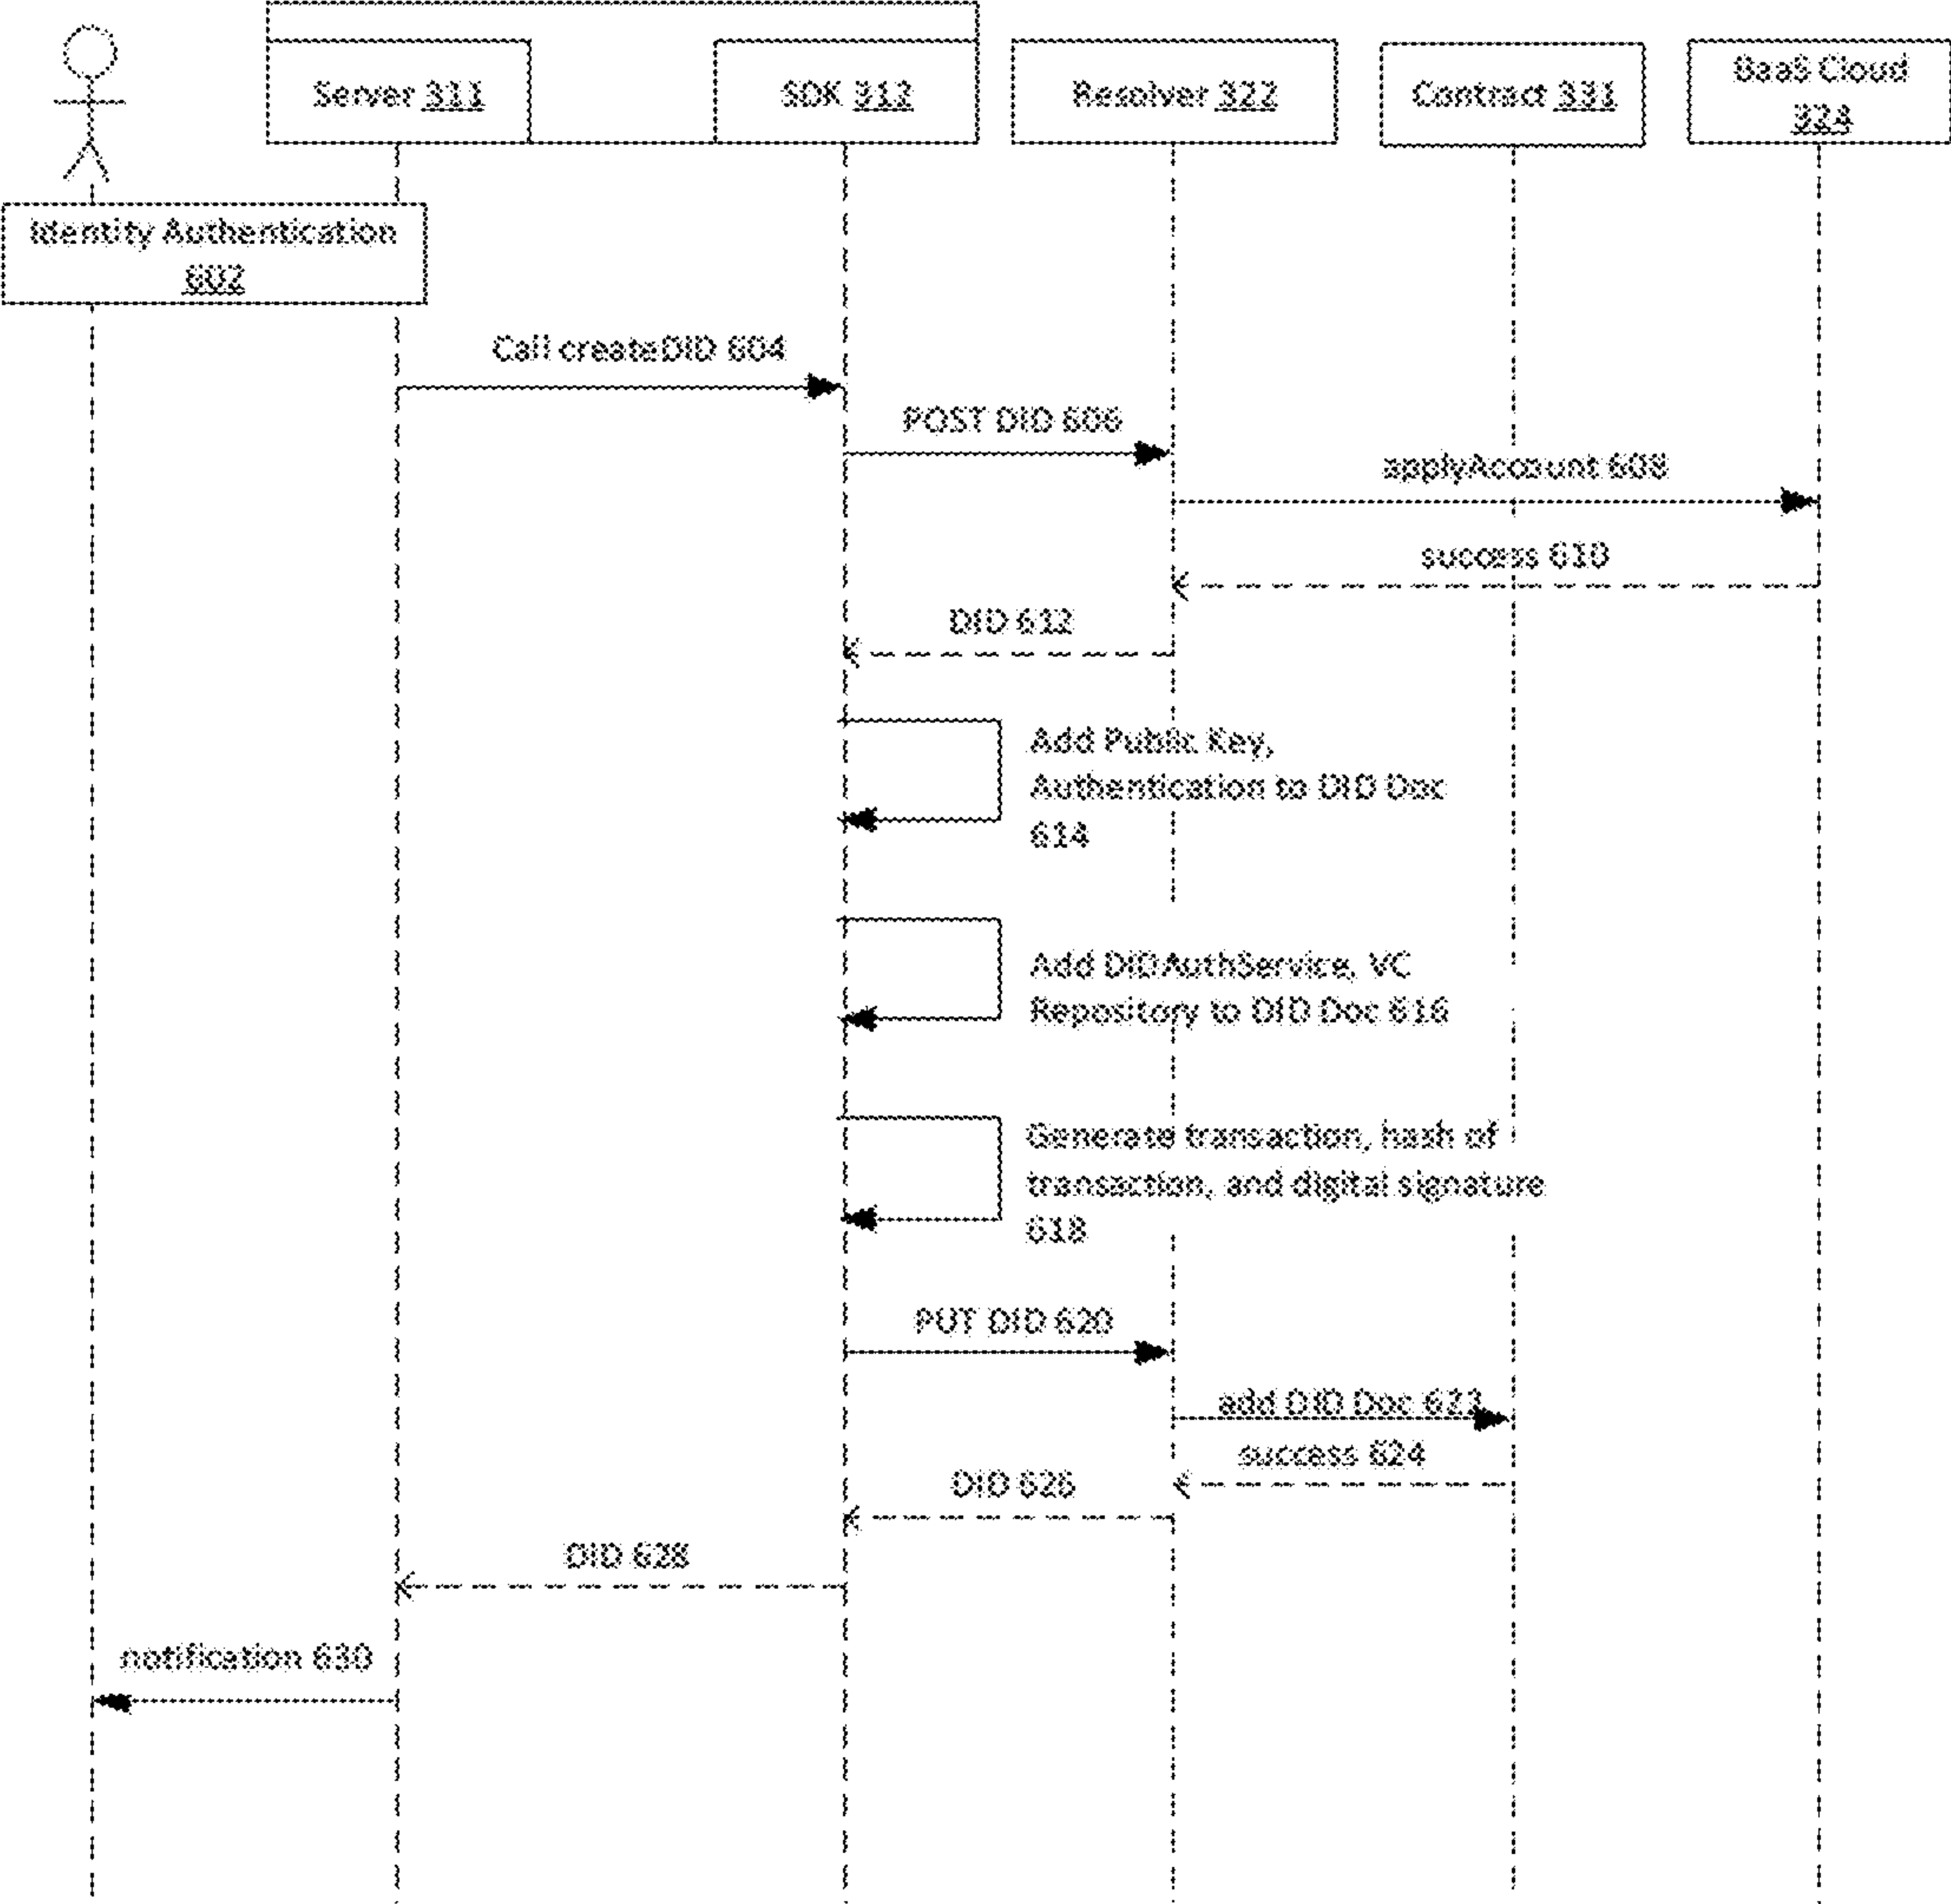 Server 311
SDK 312
Resolver 322
Contract 331
BaaS Cloud
324
Identity Authentication
602
Call createDID 604
POST DID 606
applyAccount 608
success 610
DID 612
Add Public Key,
Authentication to DID Doc
614
Add DIDAuthService, VC
Repository to DID Doc 616
Generate transaction, hash of
transaction, and digital signature
618
PUT DID 620
add DID Doc
success 624
DID 626
DID 628
notification 630